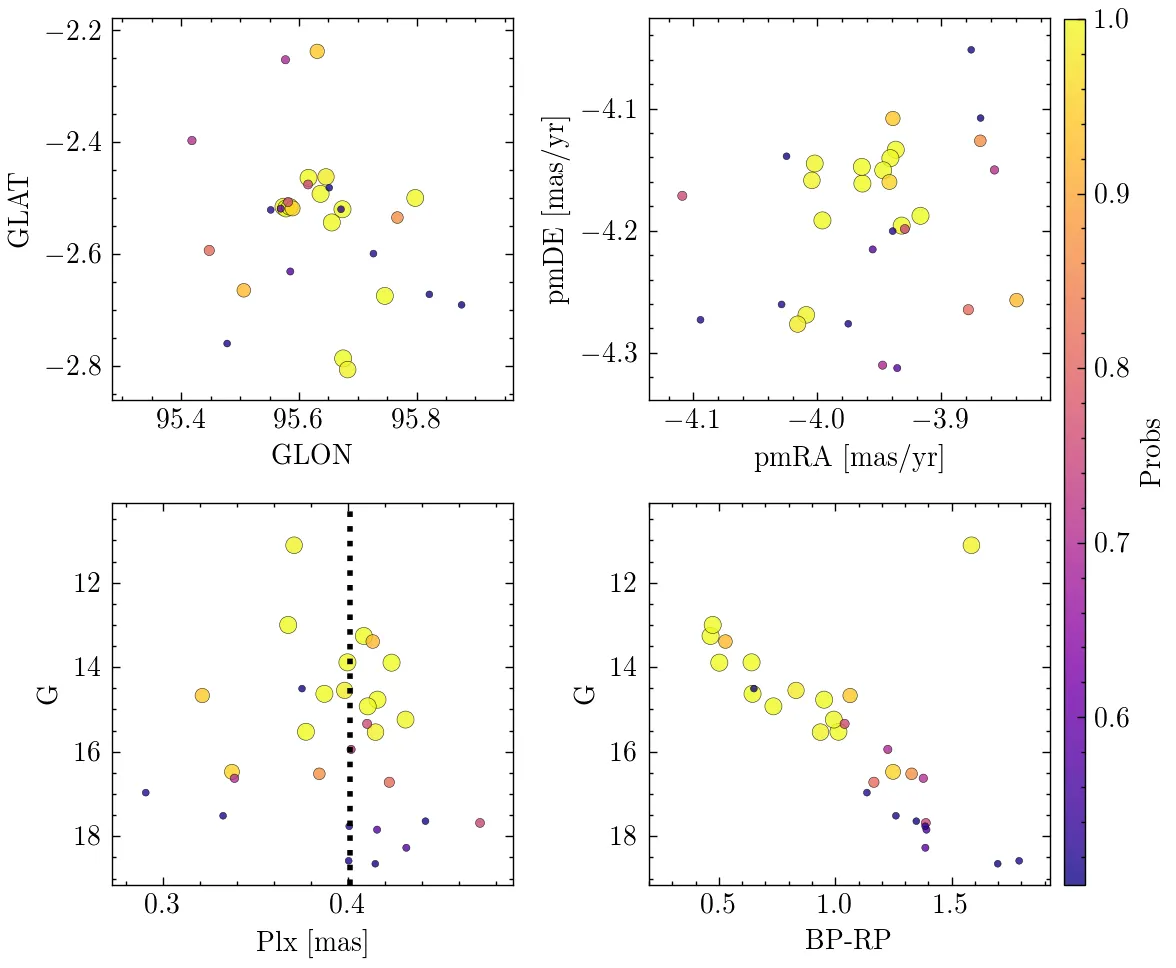 −2.2
−2.4
−2.6
−2.8
GLAT
95.4 95.6 95.8
GLON
−4.1
−4.2
−4.3
pmDE [mas/yr]
−4.1 −4.0 −3.9
pmRA [mas/yr]
12
14
16
18
G
0.3 0.4
Plx [mas]
12
14
16
18
G
0.5 1.0 1.5
BP-RP
1.0
0.9
0.8
0.7
0.6
Probs